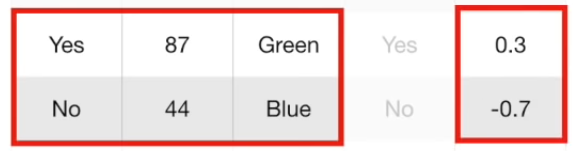 Yes 87 Green Yes 0.3
No 44 Blue No -0.7